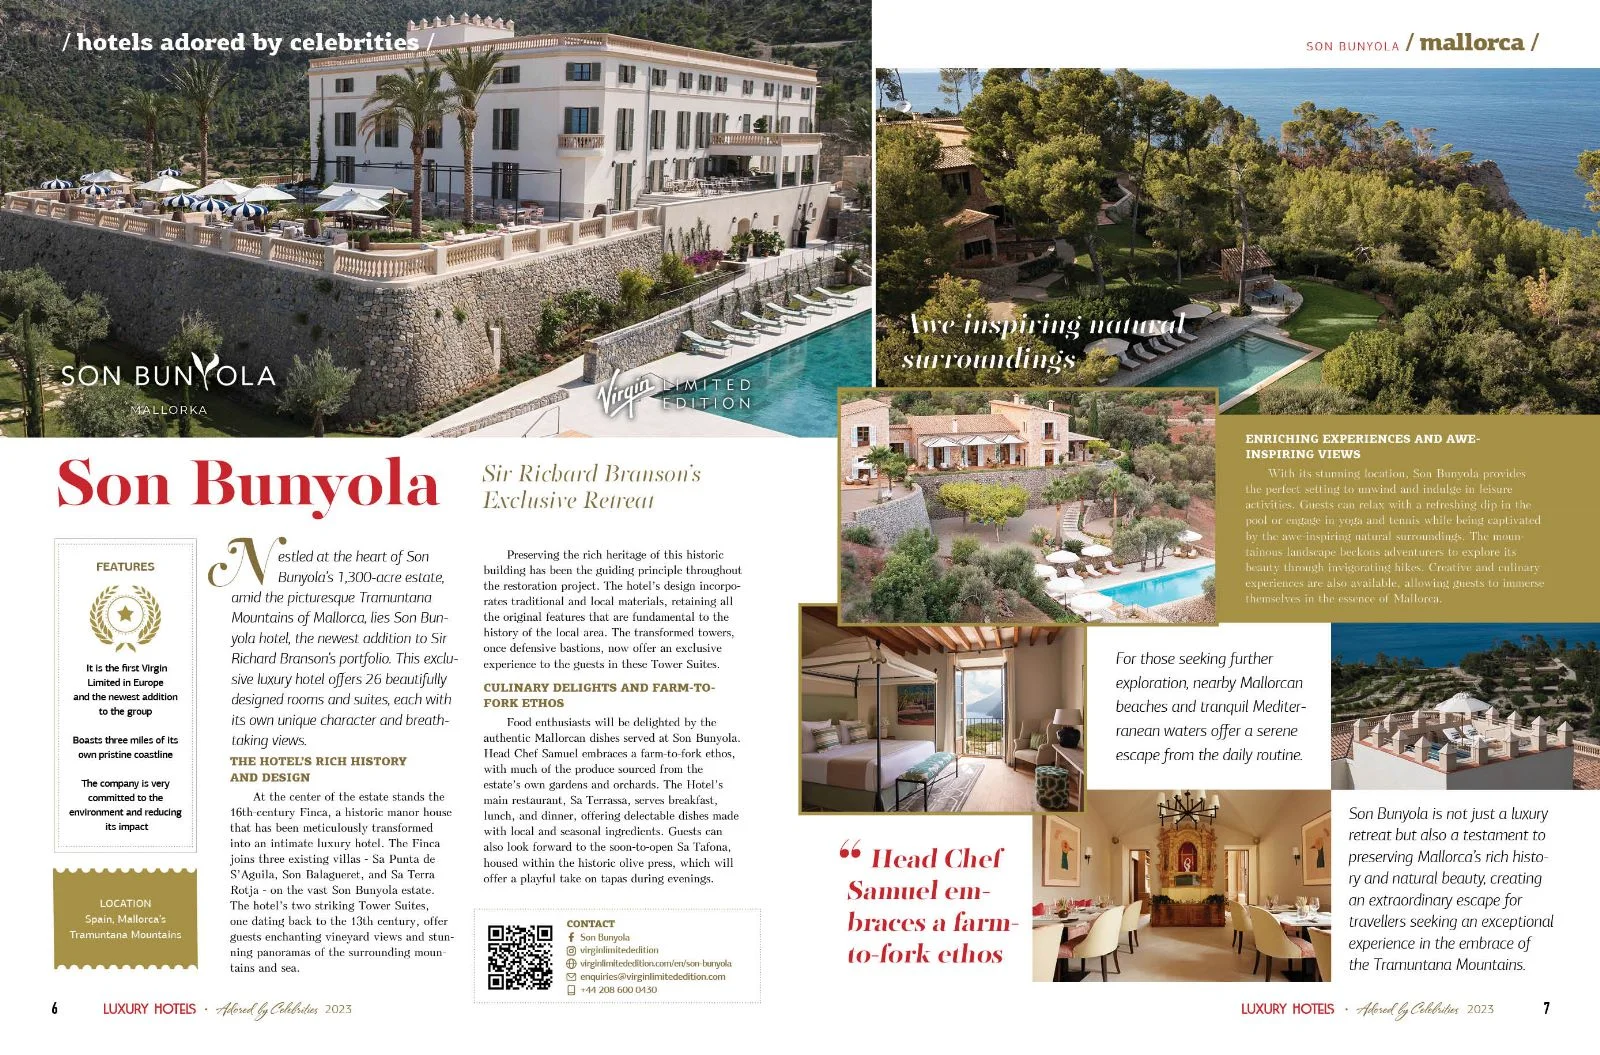 / hotels adored by celebrities /
SON BUNYOLA
MALLORKA
Virgin LIMITED
EDITION
Son Bunyola
Sir Richard Branson's
Exclusive Retreat
FEATURES
It is the first Virgin
Limited in Europe
and the newest addition
to the group
Boasts three miles of its
own pristine coastline
The company is very
committed to the
environment and reducing
its impact
LOCATION
Spain, Mallorca's
Tramuntana Mountains
Nestled at the heart of Son
Bunyola's 1,300-acre estate,
amid the picturesque Tramuntana
Mountains of Mallorca, lies Son Bun-
yola hotel, the newest addition to Sir
Richard Branson's portfolio. This exclu-
sive luxury hotel offers 26 beautifully
designed rooms and suites, each with
its own unique character and breath-
taking views.
THE HOTEL'S RICH HISTORY
AND DESIGN
At the center of the estate stands the
16th-century Finca, a historic manor house
that has been meticulously transformed
into an intimate luxury hotel. The Finca
joins three existing villas - Sa Punta de
S'Aguila, Son Balagueret, and Sa Terra
Rotja - on the vast Son Bunyola estate.
The hotel's two striking Tower Suites,
one dating back to the 13th century, offer
guests enchanting vineyard views and stun-
ning panoramas of the surrounding moun-
tains and sea.
Preserving the rich heritage of this historic
building has been the guiding principle throughout
the restoration project. The hotel's design incorpo-
rates traditional and local materials, retaining all
the original features that are fundamental to the
history of the local area. The transformed towers,
once defensive bastions, now offer an exclusive
experience to the guests in these Tower Suites.
CULINARY DELIGHTS AND FARM-TO-
FORK ETHOS
Food enthusiasts will be delighted by the
authentic Mallorcan dishes served at Son Bunyola.
Head Chef Samuel embraces a farm-to-fork ethos,
with much of the produce sourced from the
estate's own gardens and orchards. The Hotel's
main restaurant, Sa Terrassa, serves breakfast,
lunch, and dinner, offering delectable dishes made
with local and seasonal ingredients. Guests can
also look forward to the soon-to-open Sa Tafona,
housed within the historic olive press, which will
offer a playful take on tapas during evenings.
CONTACT
Son Bunyola
virginlimitededition
virginlimitededition.com/en/son-bunyola
enquiries@virginlimitededition.com
+44 208 600 0430
6
LUXURY HOTELS · Adored by Celebrities 2023
SON BUNYOLA / mallorca /
Awe-inspiring natural
surroundings
ENRICHING EXPERIENCES AND AWE-
INSPIRING VIEWS
With its stunning location, Son Bunyola provides
the perfect setting to unwind and indulge in leisure
activities. Guests can relax with a refreshing dip in the
pool or engage in yoga and tennis while being captivated
by the awe-inspiring natural surroundings. The moun-
tainous landscape beckons adventurers to explore its
beauty through invigorating hikes. Creative and culinary
experiences are also available, allowing guests to immerse
themselves in the essence of Mallorca.
For those seeking further
exploration, nearby Mallorcan
beaches and tranquil Mediter-
ranean waters offer a serene
escape from the daily routine.
“ Head Chef
Samuel em-
braces a farm-
to-fork ethos
Son Bunyola is not just a luxury
retreat but also a testament to
preserving Mallorca's rich histo-
ry and natural beauty, creating
an extraordinary escape for
travellers seeking an exceptional
experience in the embrace of
the Tramuntana Mountains.
LUXURY HOTELS · Adored by Celebrities 2023
7